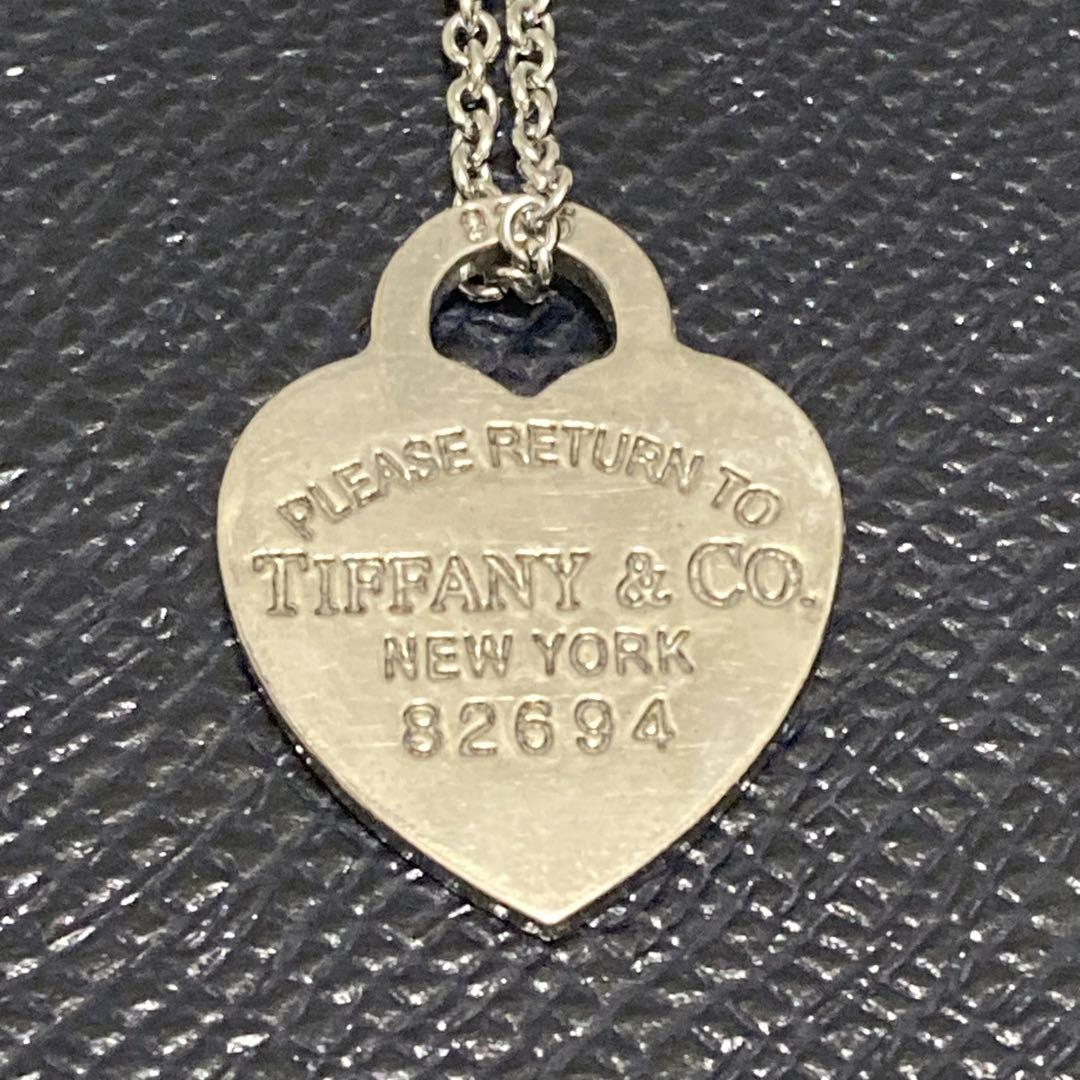 PLEASE RETURN TO
TIFFANY & CO.
NEW YORK
82694